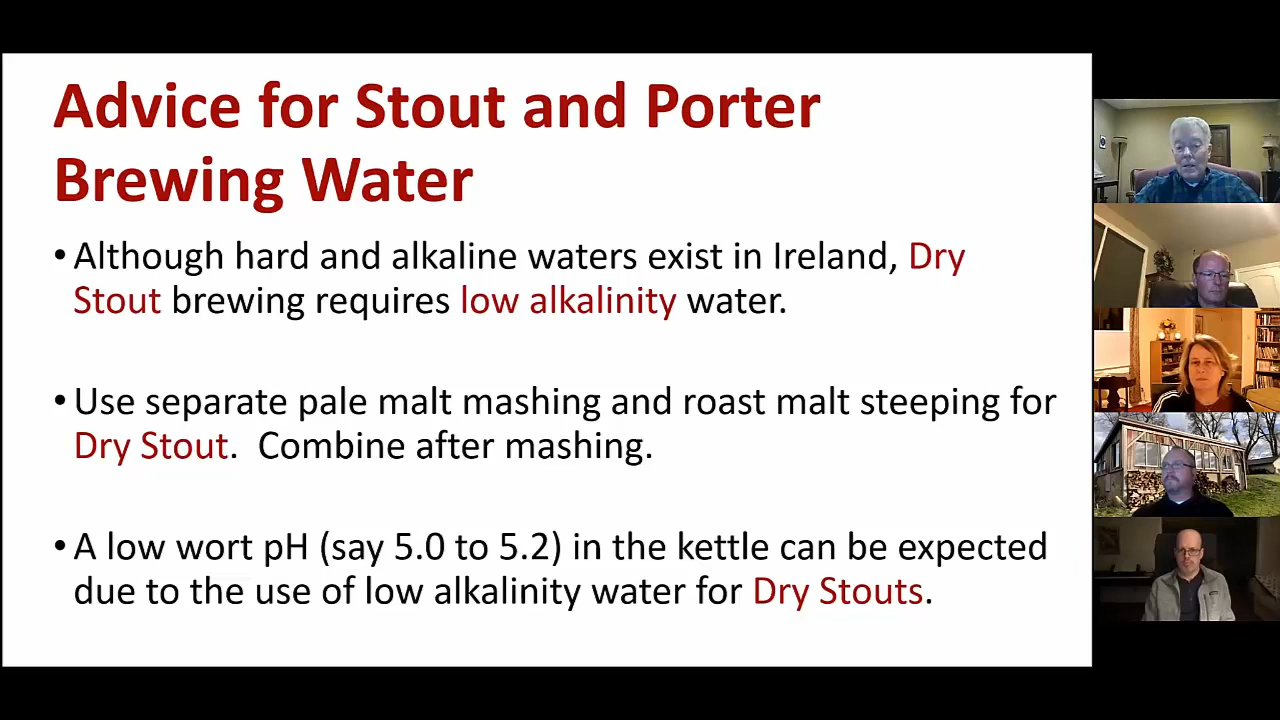 Advice for Stout and Porter
Brewing Water
• Although hard and alkaline waters exist in Ireland, Dry
Stout brewing requires low alkalinity water.
• Use separate pale malt mashing and roast malt steeping for
Dry Stout.  Combine after mashing.
• A low wort pH (say 5.0 to 5.2) in the kettle can be expected
due to the use of low alkalinity water for Dry Stouts.